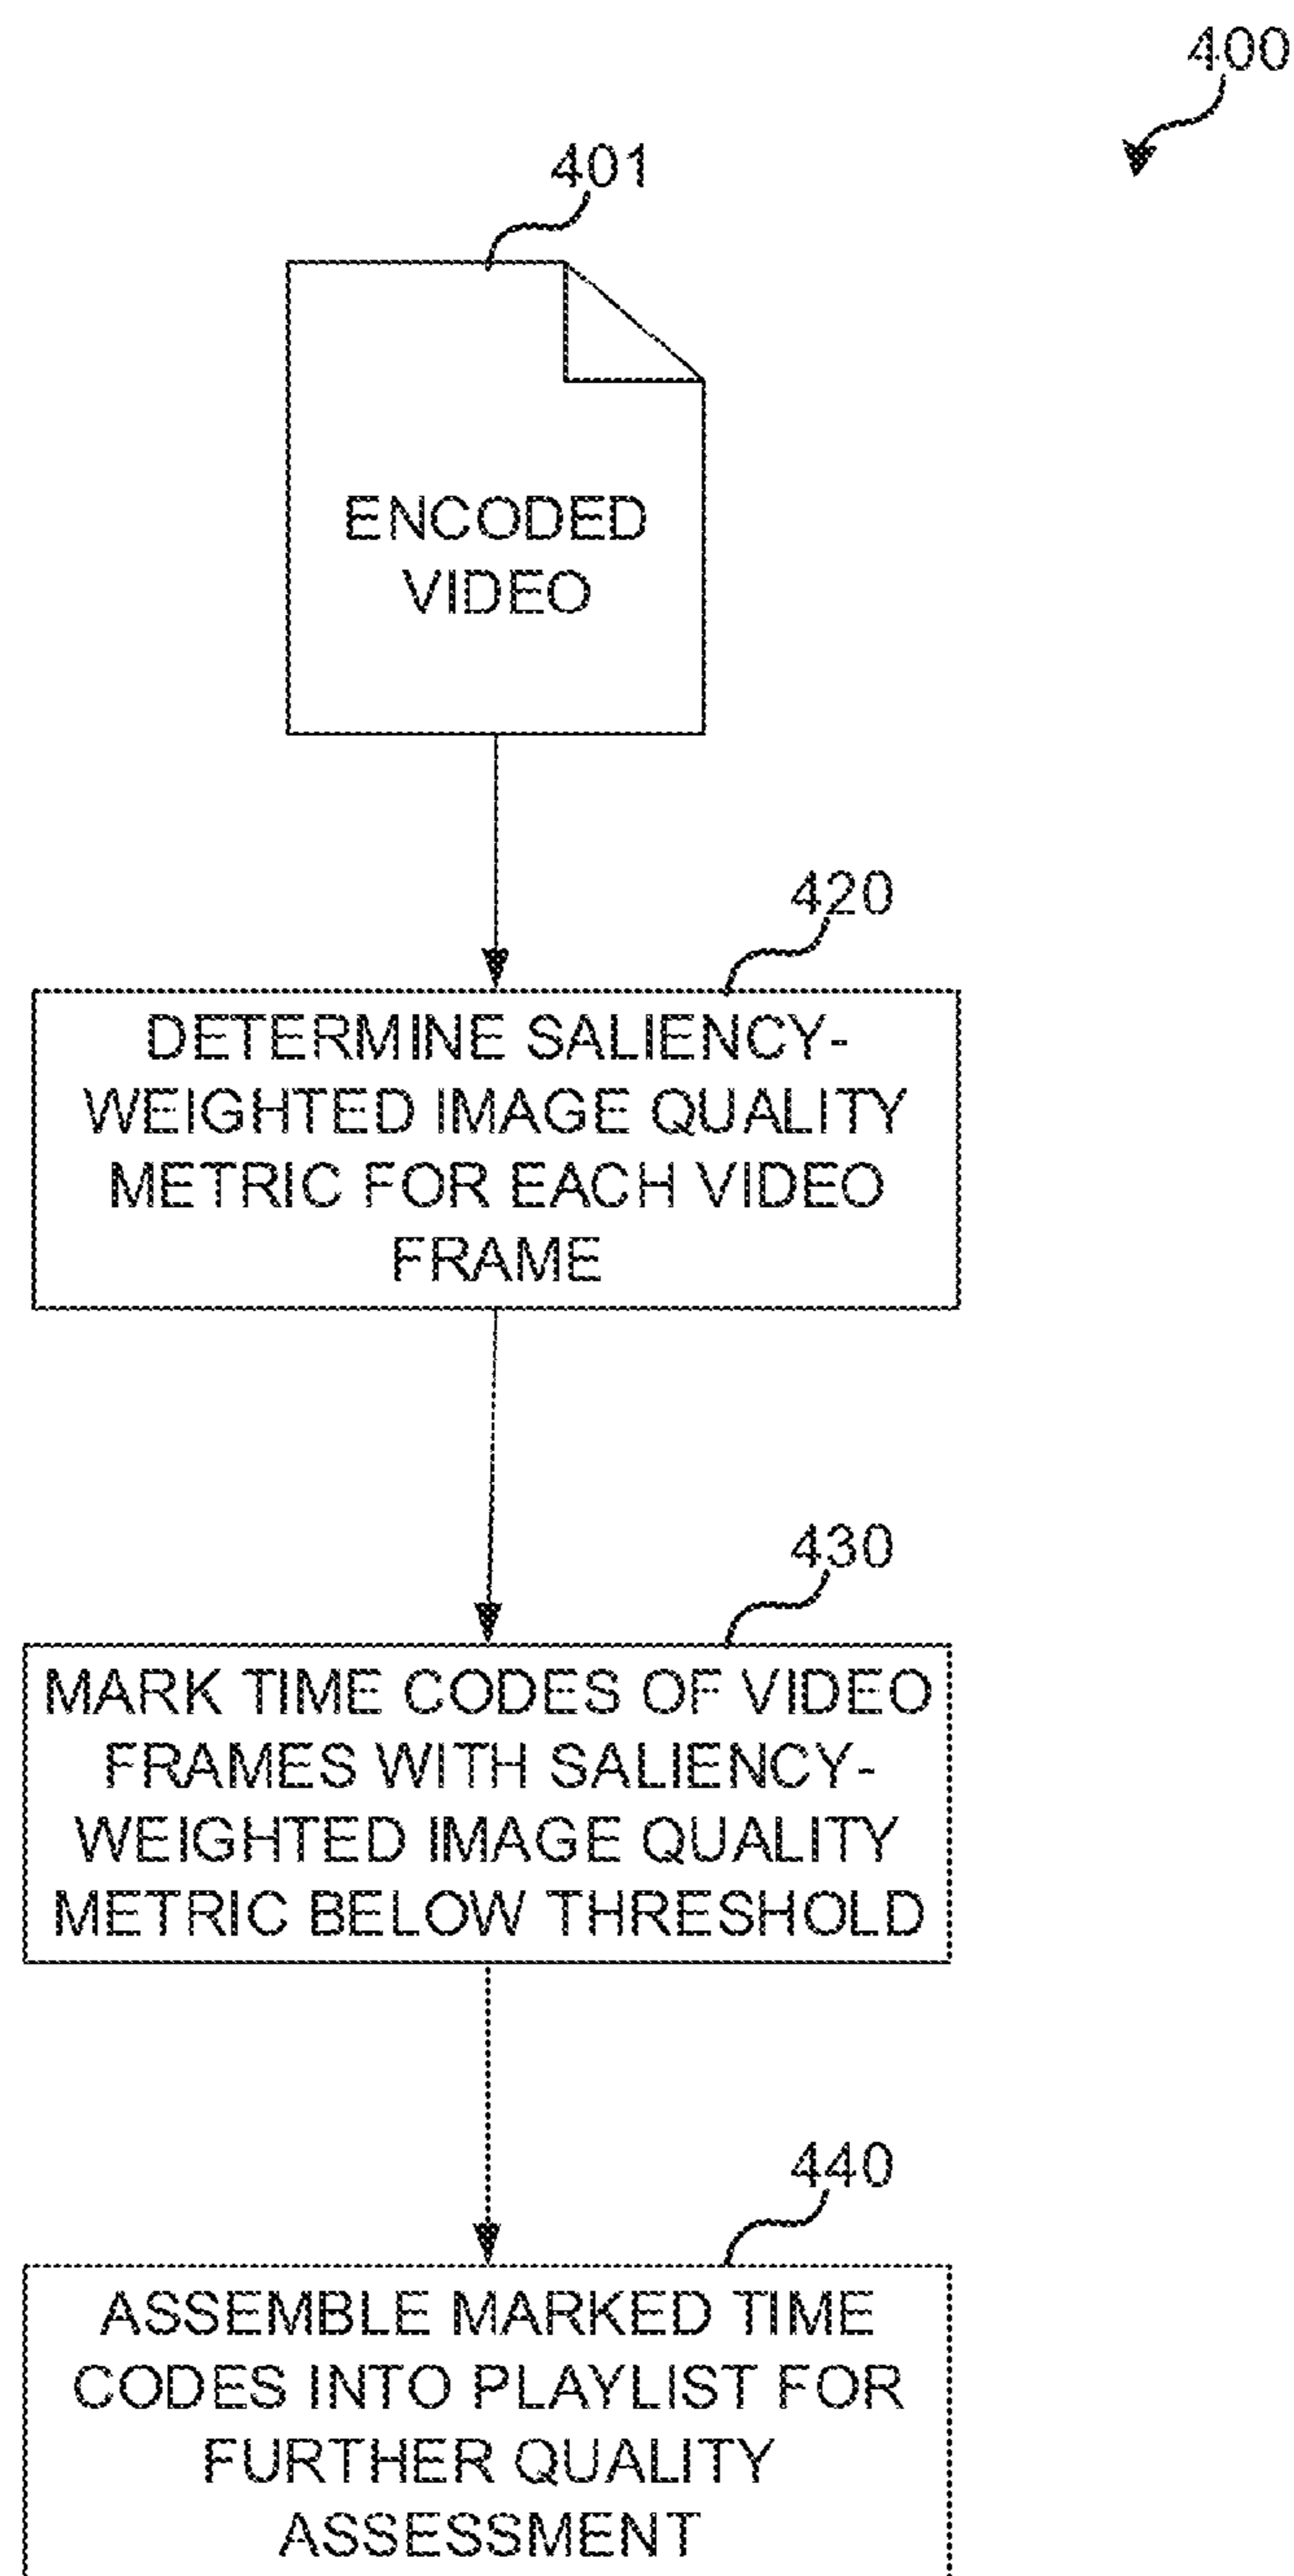 400
401
ENCODED
VIDEO
420
DETERMINE SALIENCY-
WEIGHTED IMAGE QUALITY
METRIC FOR EACH VIDEO
FRAME
430
MARK TIME CODES OF VIDEO
FRAMES WITH SALIENCY-
WEIGHTED IMAGE QUALITY
METRIC BELOW THRESHOLD
440
ASSEMBLE MARKED TIME
CODES INTO PLAYLIST FOR
FURTHER QUALITY
ASSESSMENT